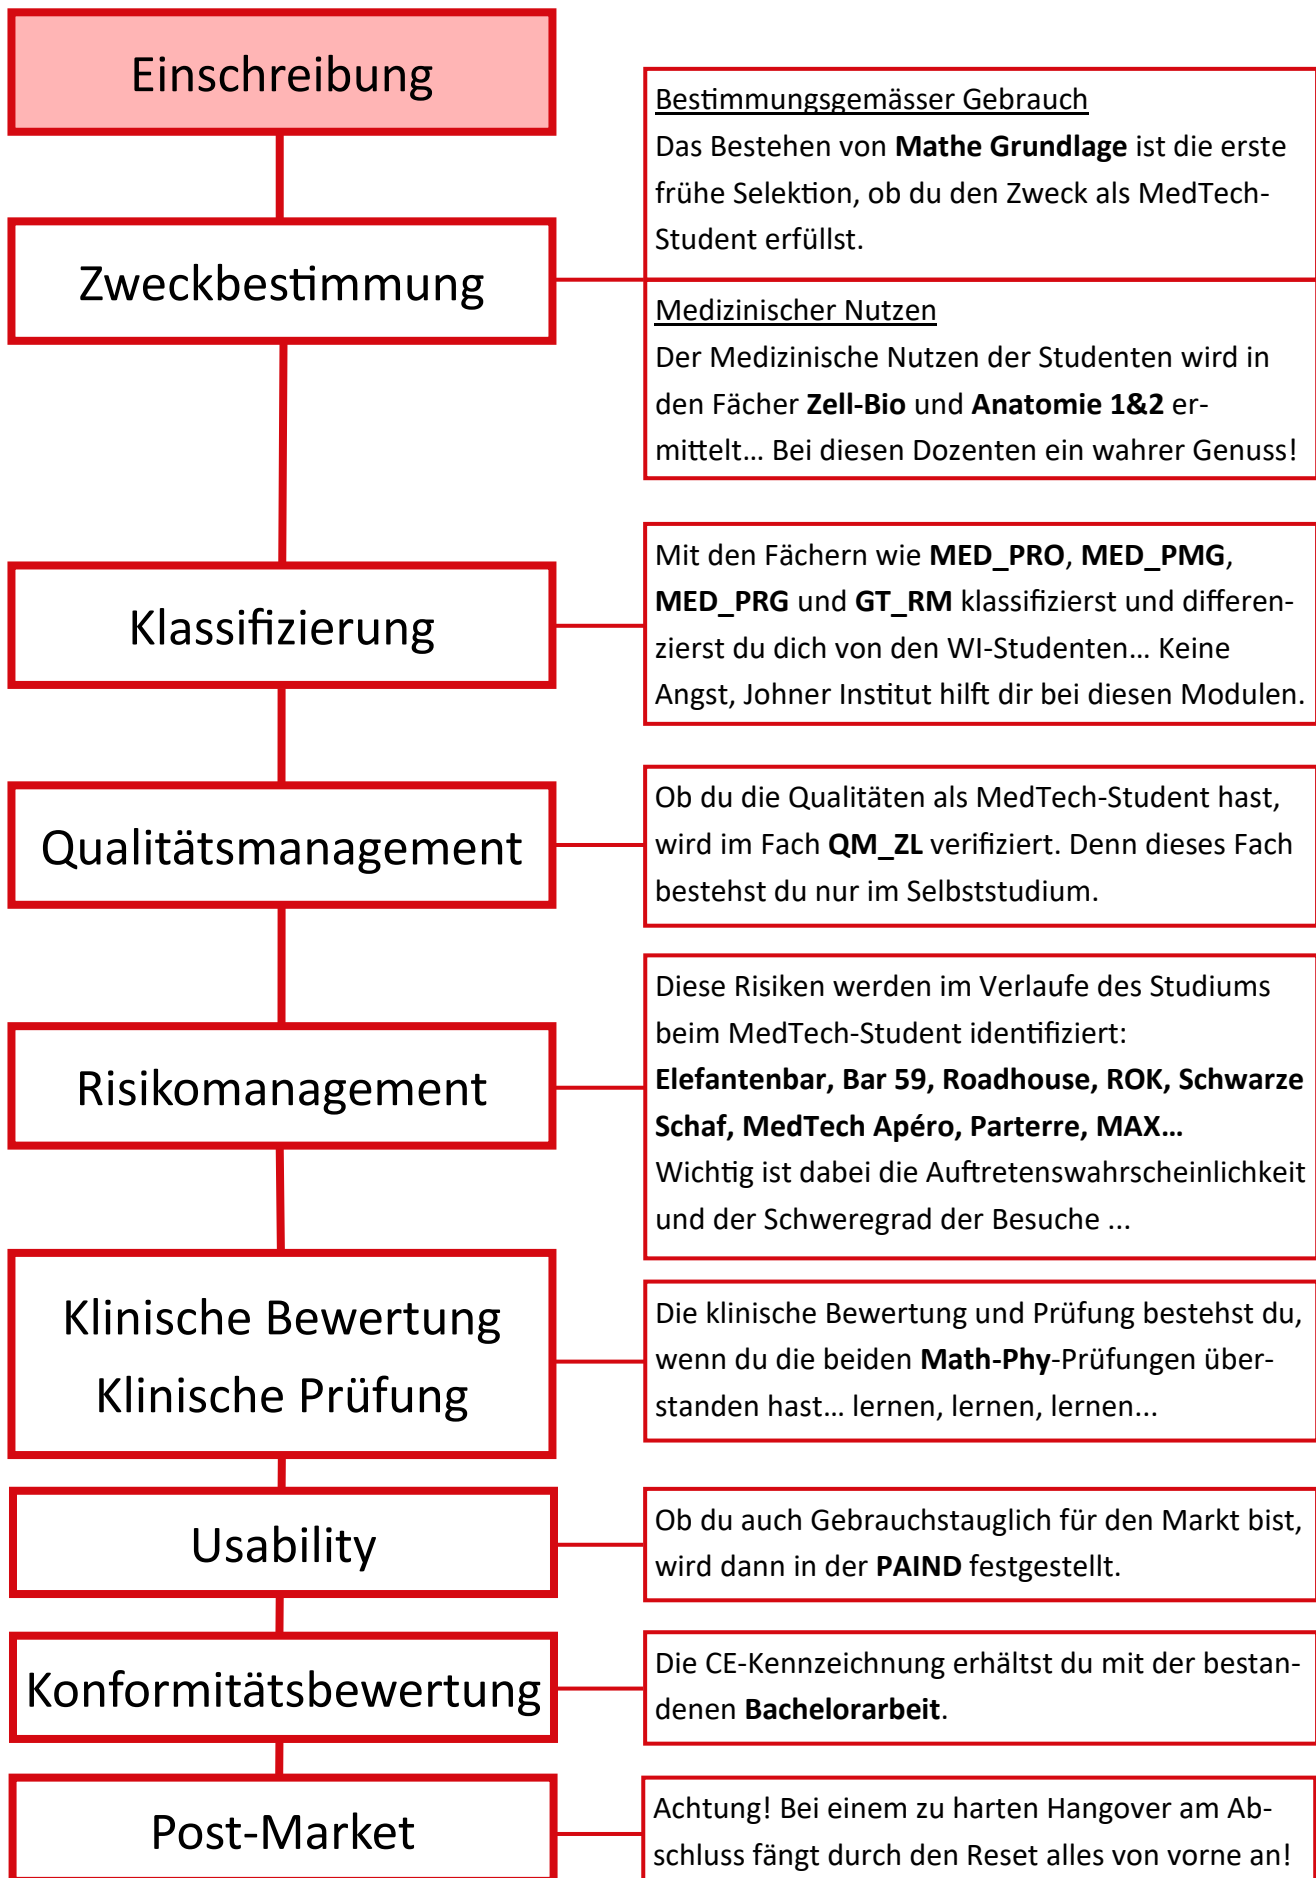 Einschreibung
Bestimmungsgemässer Gebrauch
Das Bestehen von Mathe Grundlage ist die erste
frühe Selektion, ob du den Zweck als MedTech-
Student erfüllst.
Zweckbestimmung
Medizinischer Nutzen
Der Medizinische Nutzen der Studenten wird in
den Fächer Zell-Bio und Anatomie 1&2 er-
mittelt... Bei diesen Dozenten ein wahrer Genuss!
Klassifizierung
Mit den Fächern wie MED_PRO, MED_PMG,
MED_PRG und GT_RM klassifizierst und differen-
zierst du dich von den WI-Studenten... Keine
Angst, Johner Institut hilft dir bei diesen Modulen.
Qualitätsmanagement
Ob du die Qualitäten als MedTech-Student hast,
wird im Fach QM_ZL verifiziert. Denn dieses Fach
bestehst du nur im Selbststudium.
Risikomanagement
Diese Risiken werden im Verlaufe des Studiums
beim MedTech-Student identifiziert:
Elefantenbar, Bar 59, Roadhouse, ROK, Schwarze
Schaf, MedTech Apéro, Parterre, MAX...
Wichtig ist dabei die Auftretenswahrscheinlichkeit
und der Schweregrad der Besuche ...
Klinische Bewertung
Klinische Prüfung
Die klinische Bewertung und Prüfung bestehst du,
wenn du die beiden Math-Phy-Prüfungen über-
standen hast... lernen, lernen, lernen...
Usability
Ob du auch Gebrauchstauglich für den Markt bist,
wird dann in der PAIND festgestellt.
Konformitätsbewertung
Die CE-Kennzeichnung erhältst du mit der bestan-
denen Bachelorarbeit.
Post-Market
Achtung! Bei einem zu harten Hangover am Ab-
schluss fängt durch den Reset alles von vorne an!